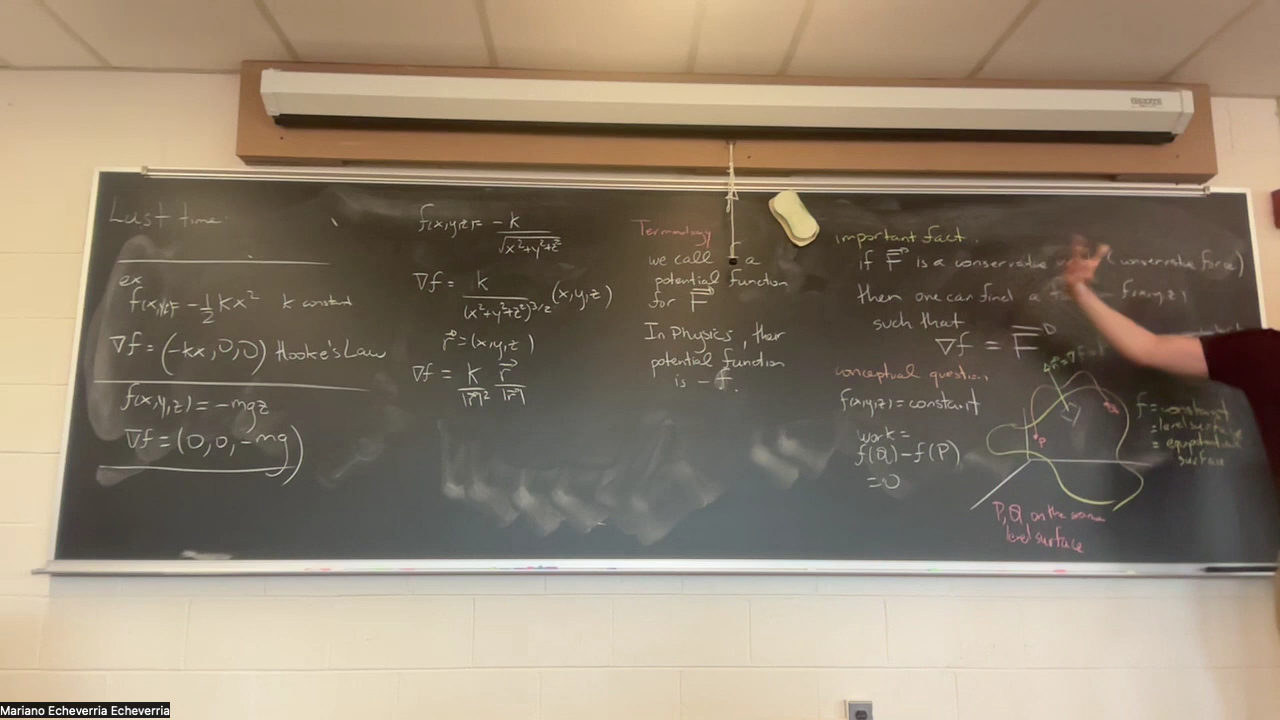 Last time.
ex
f(x,y,z)= -1/2 kx² k constant
∇f = (-kx, 0, 0) Hooke's Law
f(x,y,z) = -mgz
∇f = (0, 0, -mg)
f(x,y,z) = -k/√(x²+y²+z²)
∇f = k/(x²+y²+z²)^(3/2) (x,y,z)
r⃗ = (x,y,z)
∇f = k/|r⃗|² r⃗/|r⃗|
Terminology
we call f a
potential function
for F⃗
In Physics, their
potential function
is -f.
important fact.
if F⃗ is a conservative (conservative force)
then one can find a f(x,y,z)
such that
∇f = F⃗
conceptual question
f(x,y,z) = constant
work =
f(Q) - f(P)
= 0
P
Q
f = constant
= level surface
= equipotential
surface
P, Q, on the same
level surface
Mariano Echeverria Echeverria